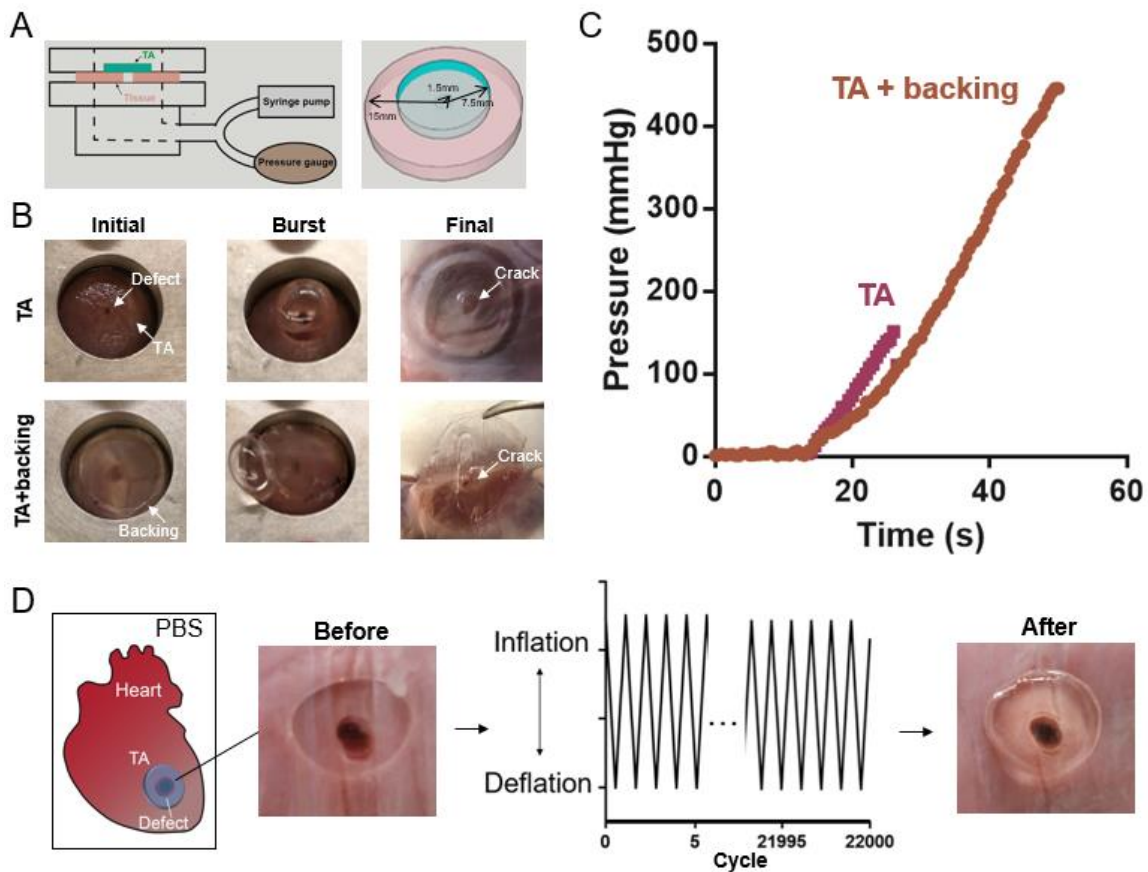 A
TA
Tissue
Syringe pump
Pressure gauge
1.5mm
7.5mm
15mm
B
Initial
Burst
Final
TA
Defect
TA
Crack
TA+backing
Backing
Crack
C
Pressure (mmHg)
500
400
300
200
100
0
TA + backing
TA
0
20
40
60
Time (s)
D
PBS
Heart
TA
Defect
Before
Inflation
Deflation
...
0
5
21995
22000
Cycle
After